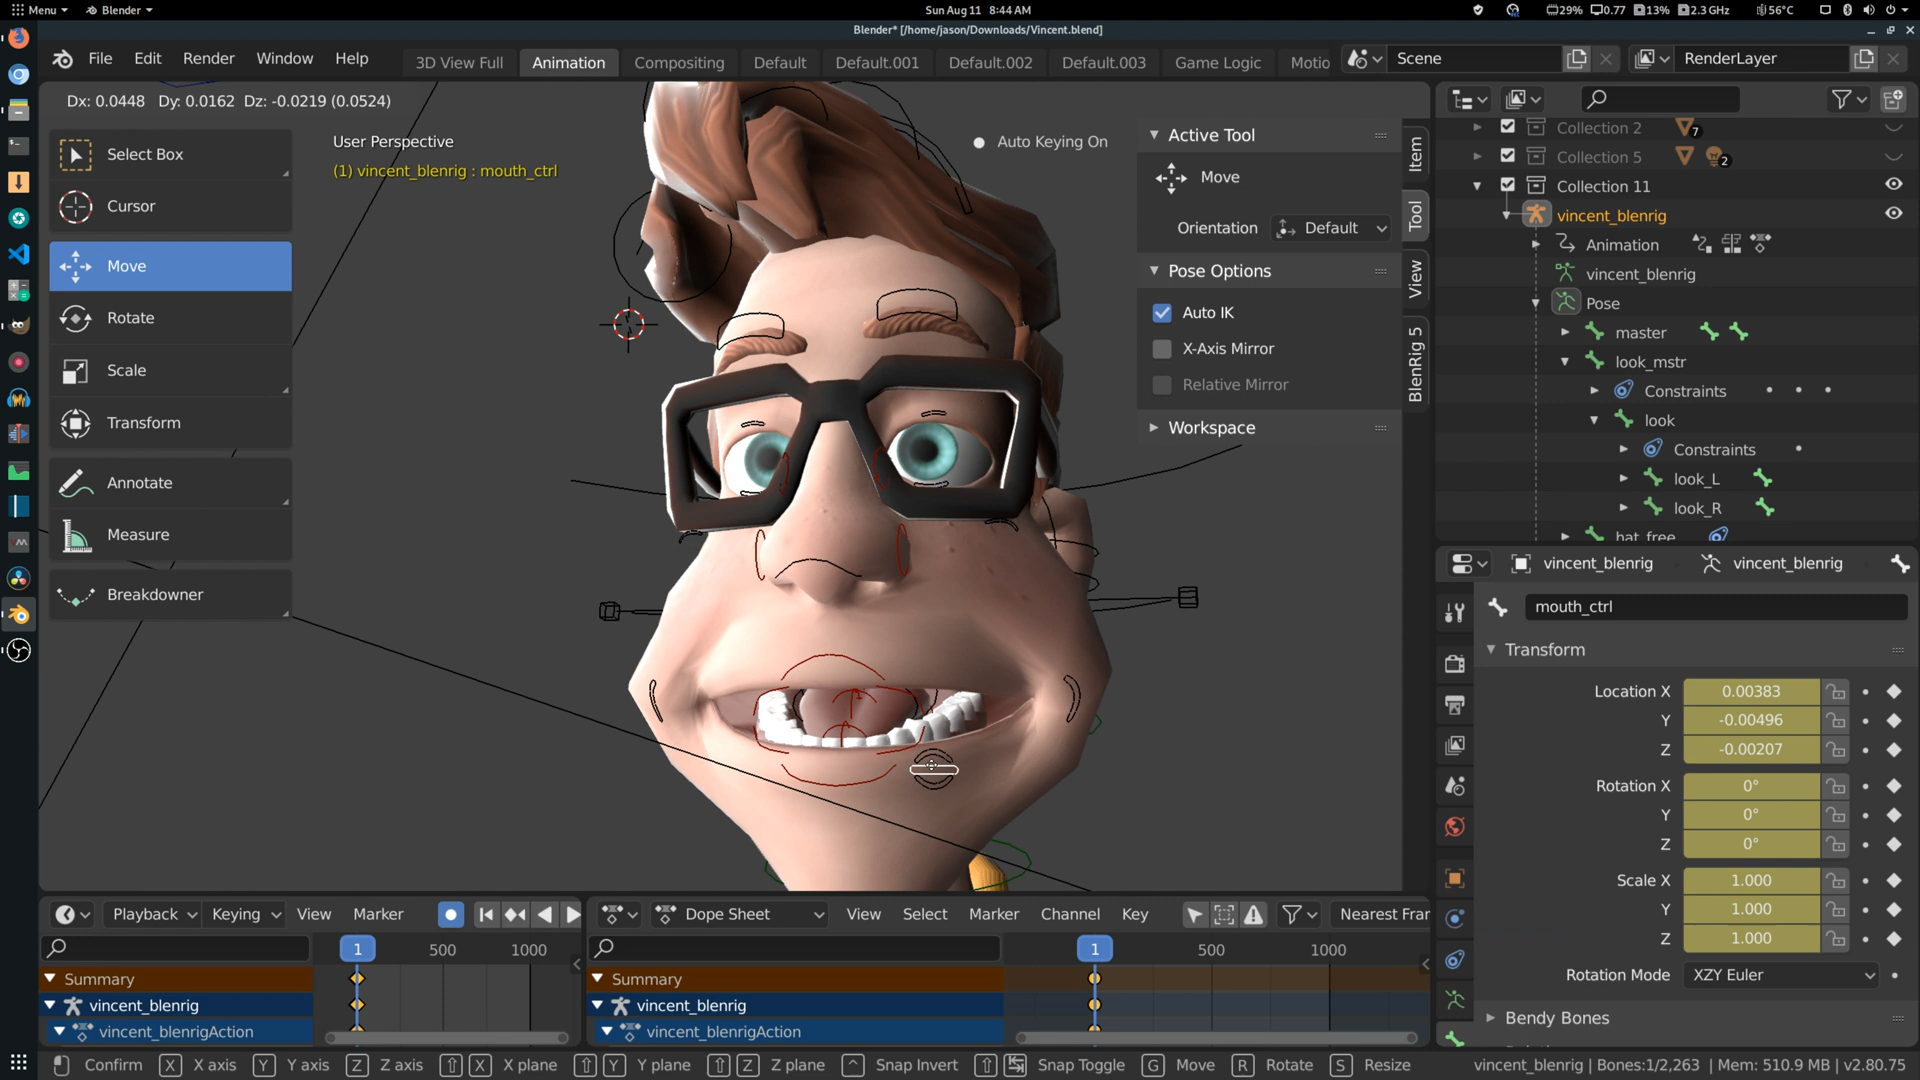 Menu Blender Sun Aug 11 8:44 AM 29% 0.77 13% 2.3 GHz 56°C
Blender* [/home/jason/Downloads/Vincent.blend]
File Edit Render Window Help 3D View Full Animation Compositing Default Default.001 Default.002 Default.003 Game Logic Motio Scene RenderLayer
Dx: 0.0448 Dy: 0.0162 Dz: -0.0219 (0.0524)
User Perspective
(1) vincent_blenrig : mouth_ctrl
Auto Keying On
Select Box
Cursor
Move
Rotate
Scale
Transform
Annotate
Measure
Breakdowner
Active Tool
Move
Orientation Default
Pose Options
Auto IK
X-Axis Mirror
Relative Mirror
Workspace
Item
Tool
View
BlenRig 5
Collection 2 7
Collection 5 2
Collection 11
vincent_blenrig
Animation
vincent_blenrig
Pose
master
look_mstr
Constraints
look
Constraints
look_L
look_R
hat_free
vincent_blenrig vincent_blenrig
mouth_ctrl
Transform
Location X 0.00383
Y -0.00496
Z -0.00207
Rotation X 0°
Y 0°
Z 0°
Scale X 1.000
Y 1.000
Z 1.000
Rotation Mode XZY Euler
Bendy Bones
Playback Keying View Marker
1 500 1000
Summary
vincent_blenrig
vincent_blenrigAction
Dope Sheet View Select Marker Channel Key Nearest Fra
1 500 1000
Summary
vincent_blenrig
vincent_blenrigAction
Confirm X X axis Y Y axis Z Z axis X X plane Y Y plane Z Z plane Snap Invert Snap Toggle G Move R Rotate S Resize vincent_blenrig | Bones:1/2,263 | Mem: 510.9 MB | v2.80.75